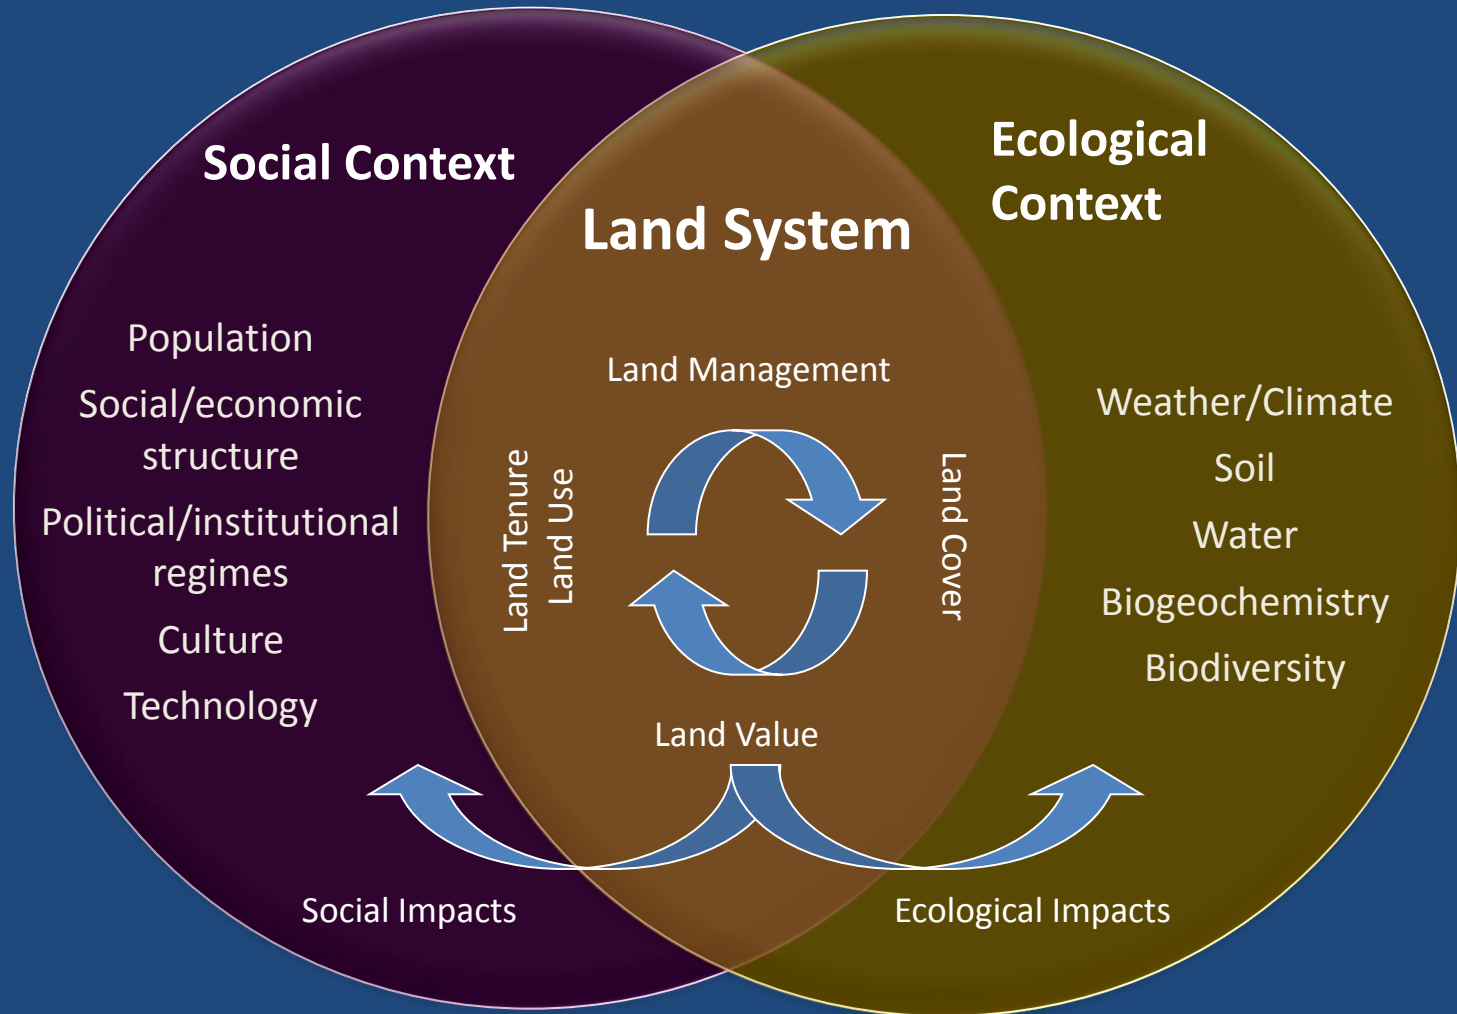 Social Context
Population
Social/economic
structure
Political/institutional
regimes
Culture
Technology
Social Impacts
Land System
Land Management
Land Tenure
Land Use
Land Cover
Land Value
Ecological
Context
Weather/Climate
Soil
Water
Biogeochemistry
Biodiversity
Ecological Impacts